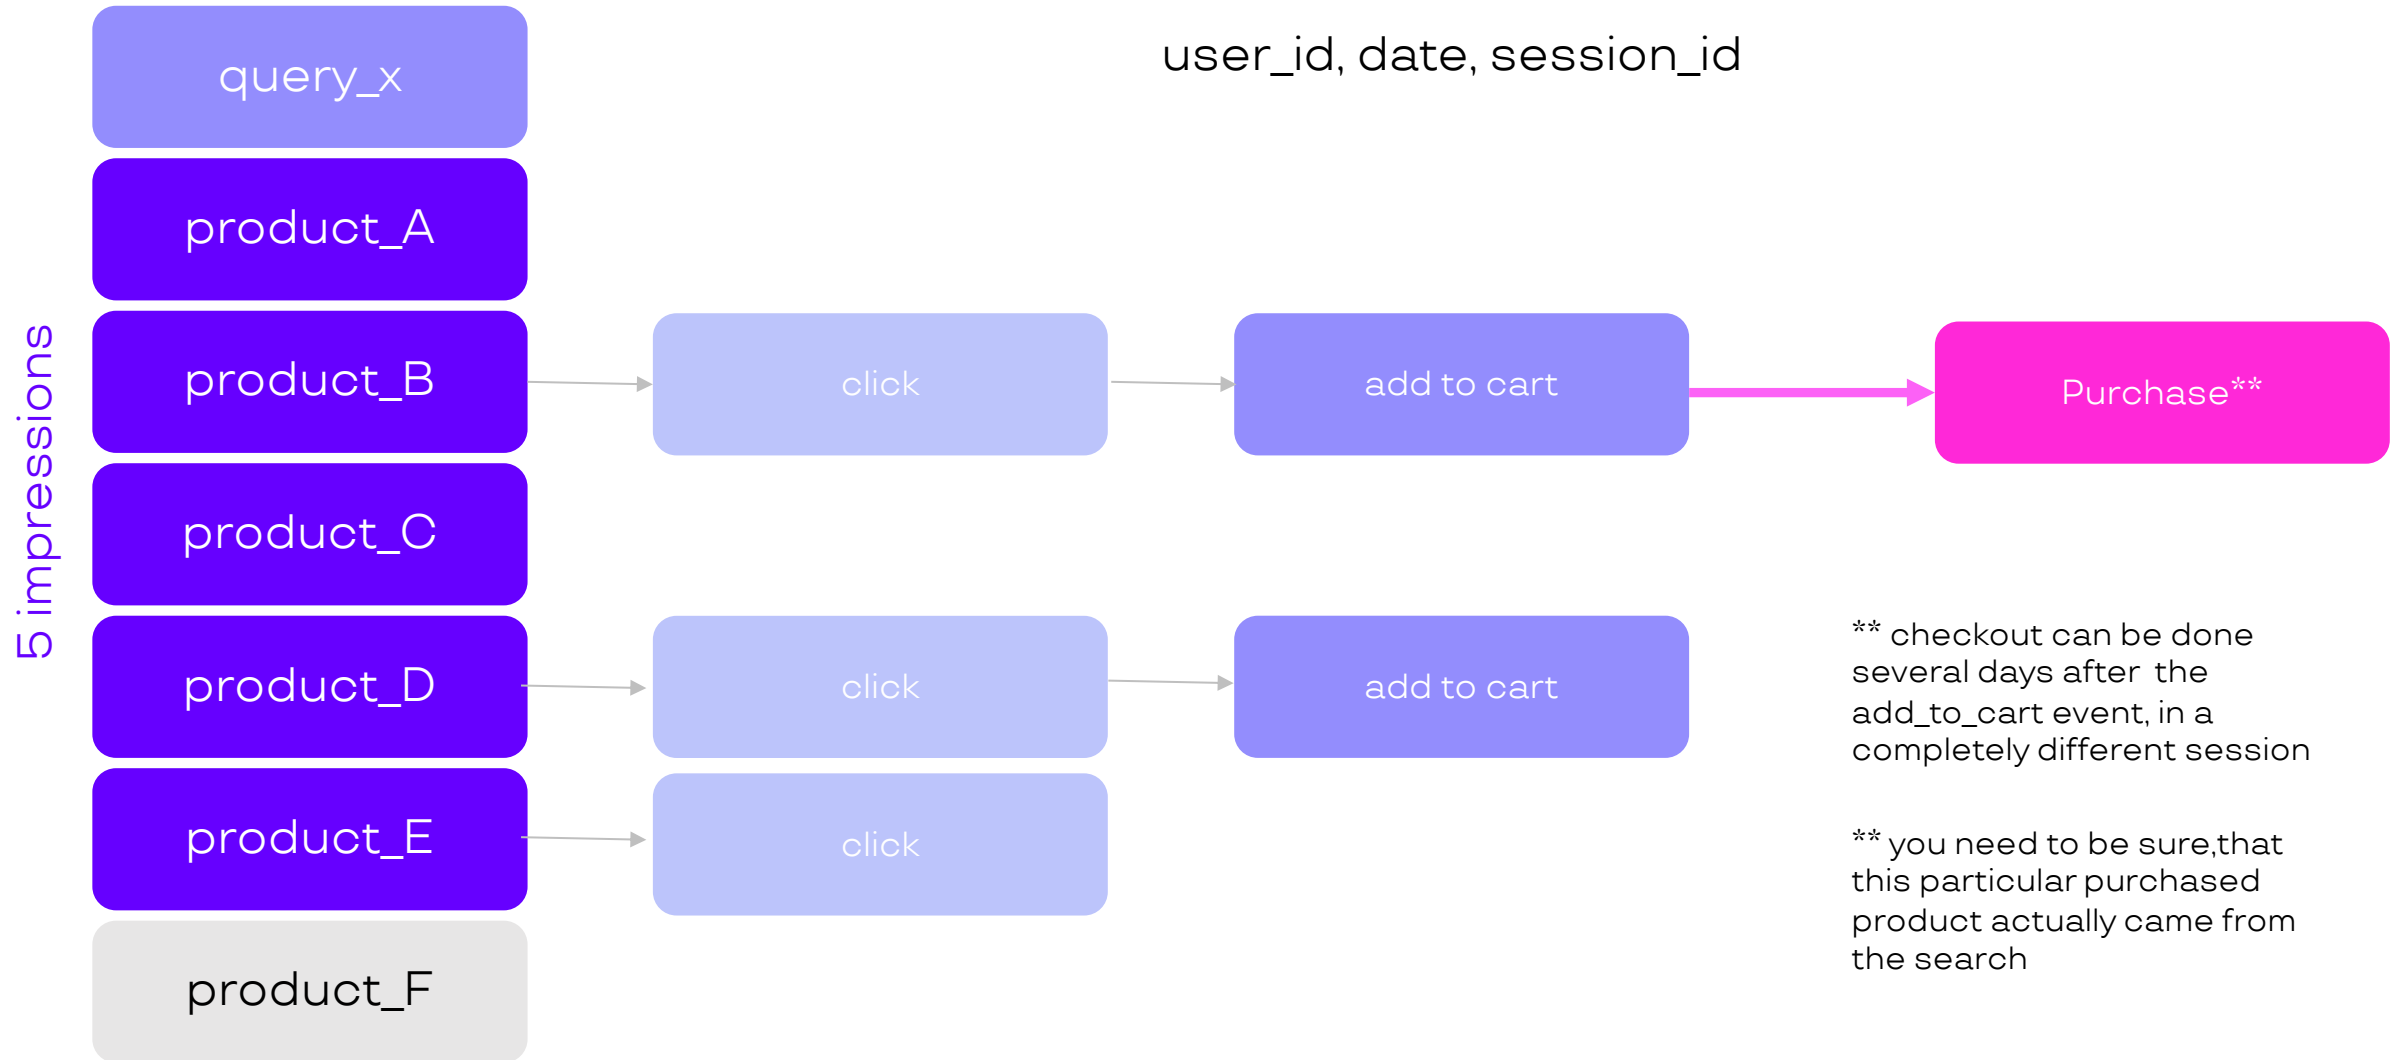 user_id, date, session_id
query_x
5 impressions
product_A
product_B
click
add to cart
Purchase**
product_C
product_D
click
add to cart
product_E
click
product_F
** checkout can be done
several days after the
add_to_cart event, in a
completely different session
** you need to be sure,that
this particular purchased
product actually came from
the search